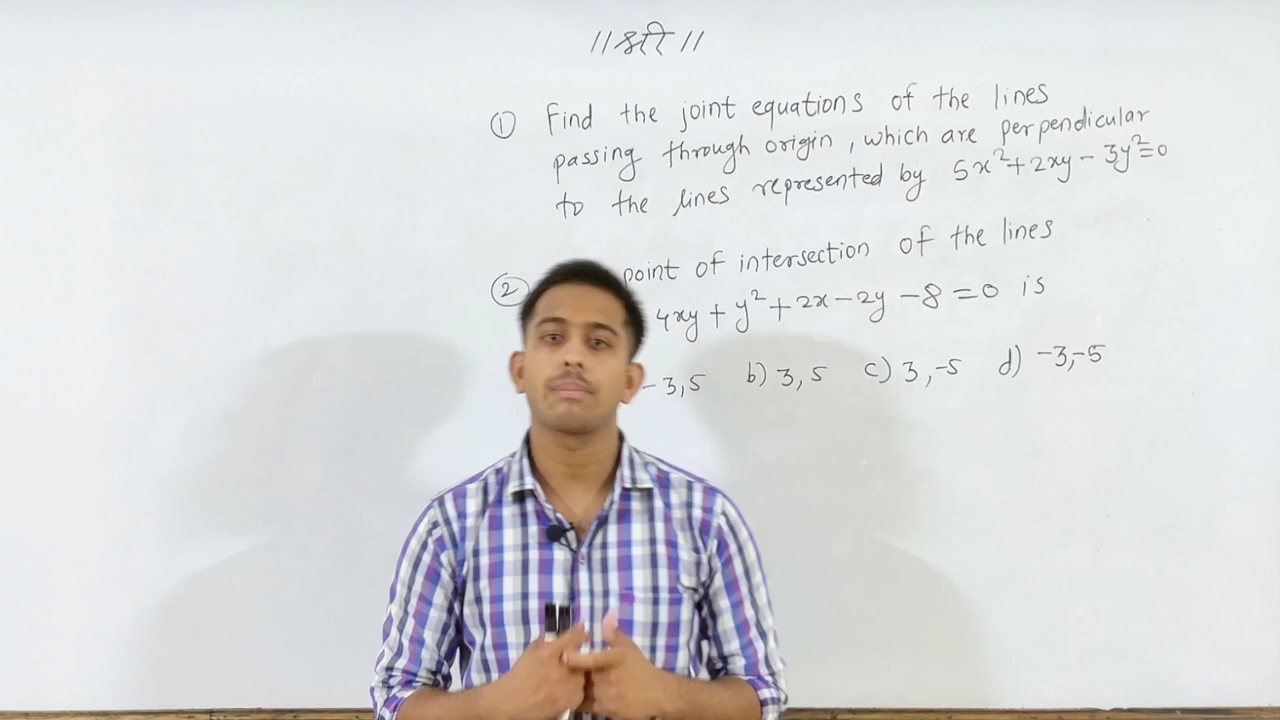 ||श्री||
① Find the joint equations of the lines
passing through origin, which are perpendicular
to the lines represented by 5x²+2xy-3y²=0
② point of intersection of the lines
4xy+y²+2x-2y-8=0 is
-3,5 b) 3,5 c) 3,-5 d) -3,-5